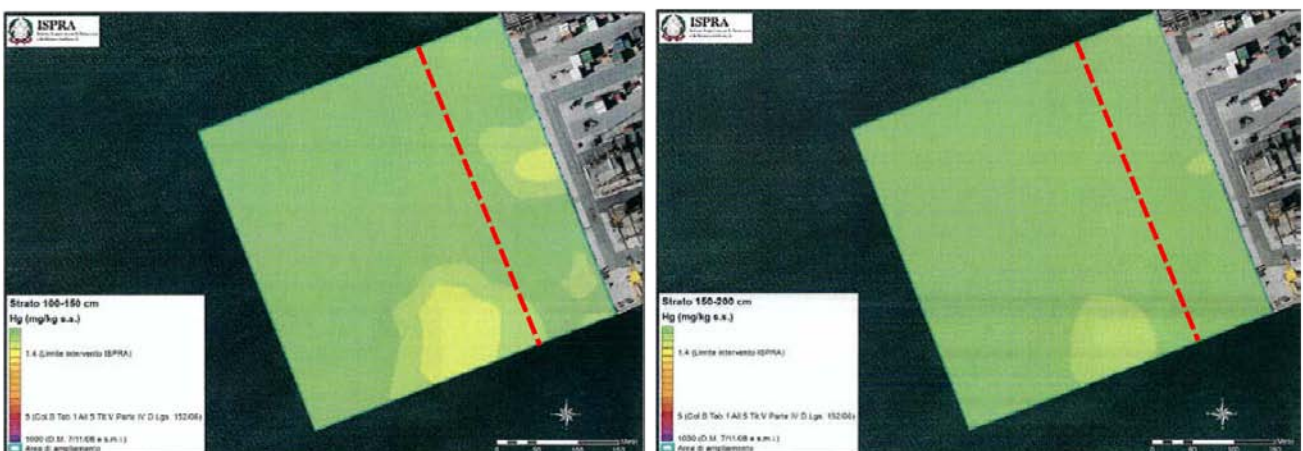 ISPRA
Strato 100-150 cm
Hg (mg/kg s.s.)
1.4 (Limite intervento ISPRA)
5 (Col.B Tab.1 All.5 Tit.V Parte IV D.Lgs. 152/06)
1000 (D.M. 7/11/08 e s.m.i.)
Area di ampliamento
ISPRA
Strato 150-200 cm
Hg (mg/kg s.s.)
1.4 (Limite intervento ISPRA)
5 (Col.B Tab.1 All.5 Tit.V Parte IV D.Lgs. 152/06)
1000 (D.M. 7/11/08 e s.m.i.)
Area di ampliamento